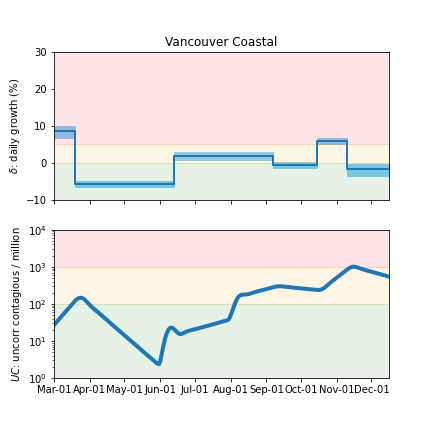 Vancouver Coastal
30
20
10
0
−10
δ: daily growth (%)
10⁴
10³
10²
10¹
10⁰
UC: uncorr contagious / million
Mar-01 Apr-01 May-01 Jun-01 Jul-01 Aug-01 Sep-01 Oct-01 Nov-01 Dec-01